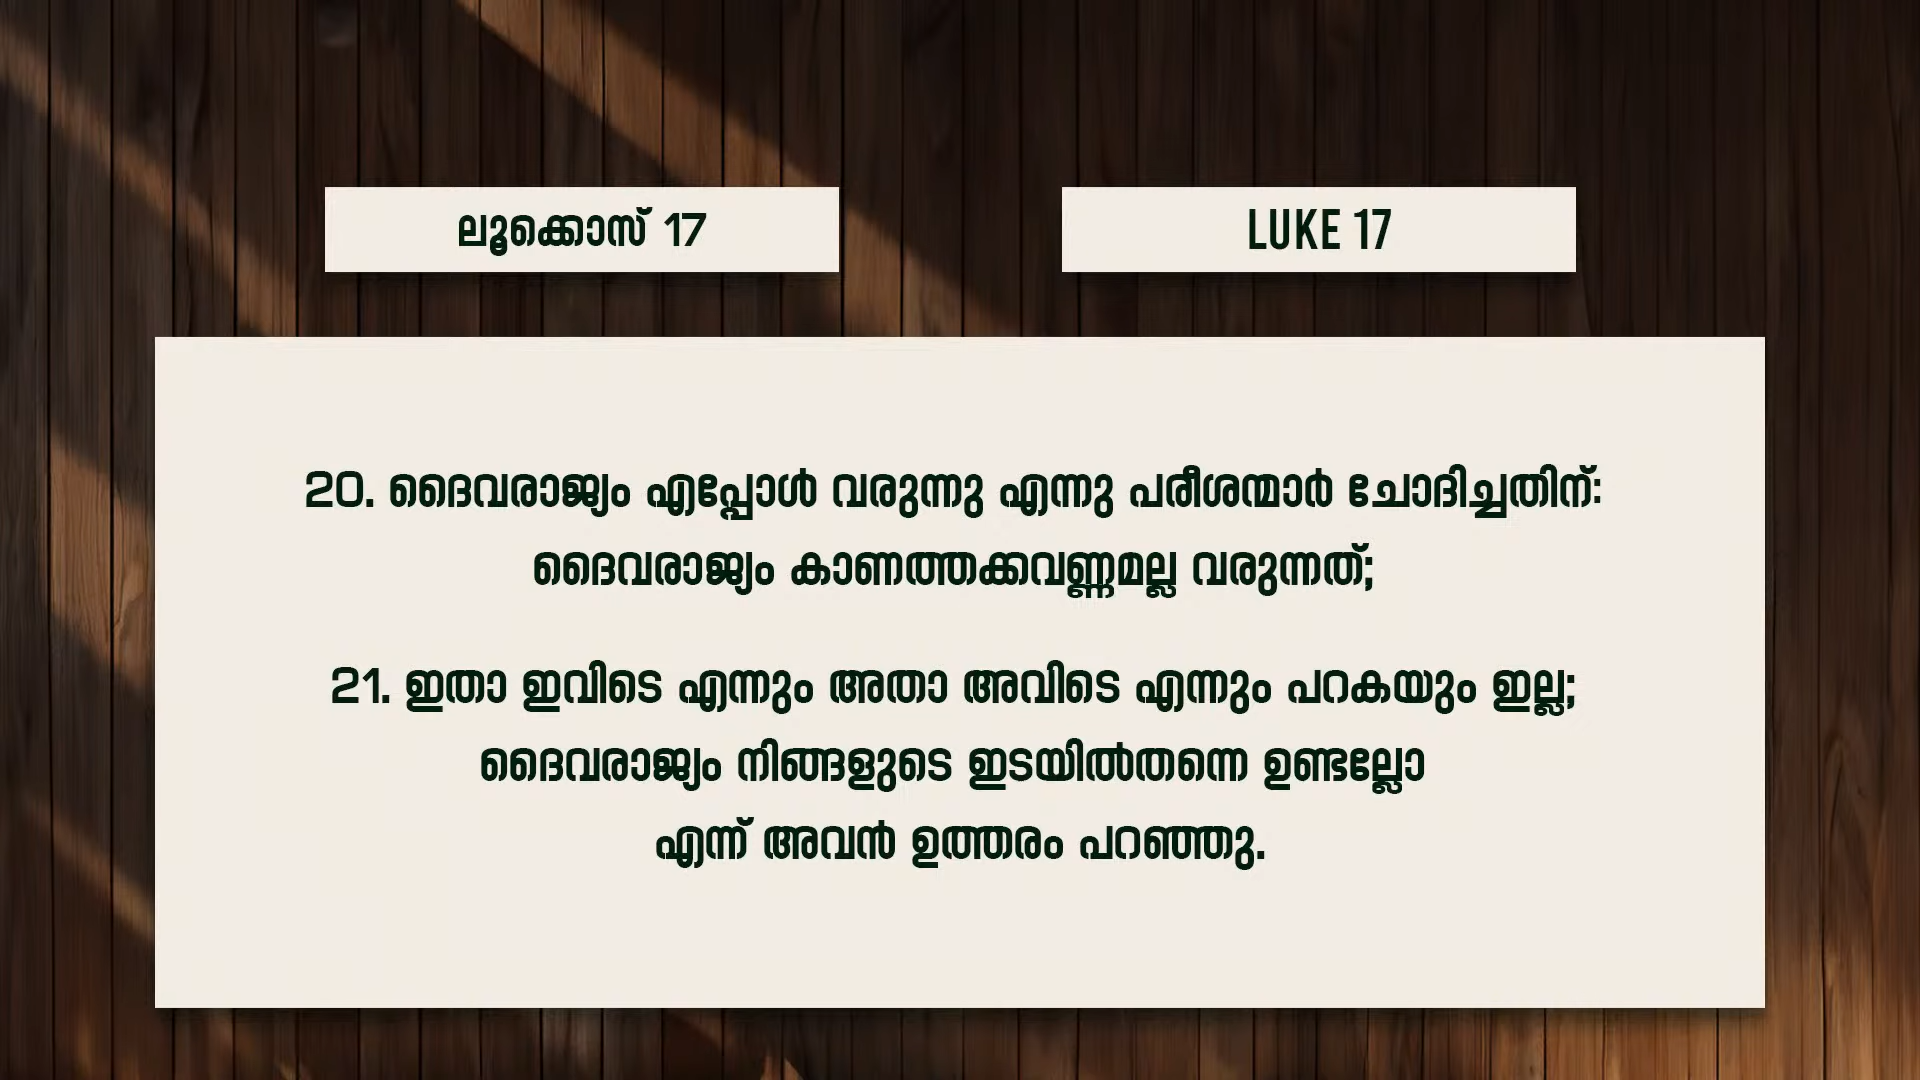 ലൂക്കൊസ് 17
LUKE 17
20. ദൈവരാജ്യം എപ്പോൾ വരുന്നു എന്നു പരീശന്മാർ ചോദിച്ചതിന്:
ദൈവരാജ്യം കാണത്തക്കവണ്ണമല്ല വരുന്നത്;
21. ഇതാ ഇവിടെ എന്നും അതാ അവിടെ എന്നും പറകയും ഇല്ല;
ദൈവരാജ്യം നിങ്ങളുടെ ഇടയിൽതന്നെ ഉണ്ടല്ലോ
എന്ന് അവൻ ഉത്തരം പറഞ്ഞു.